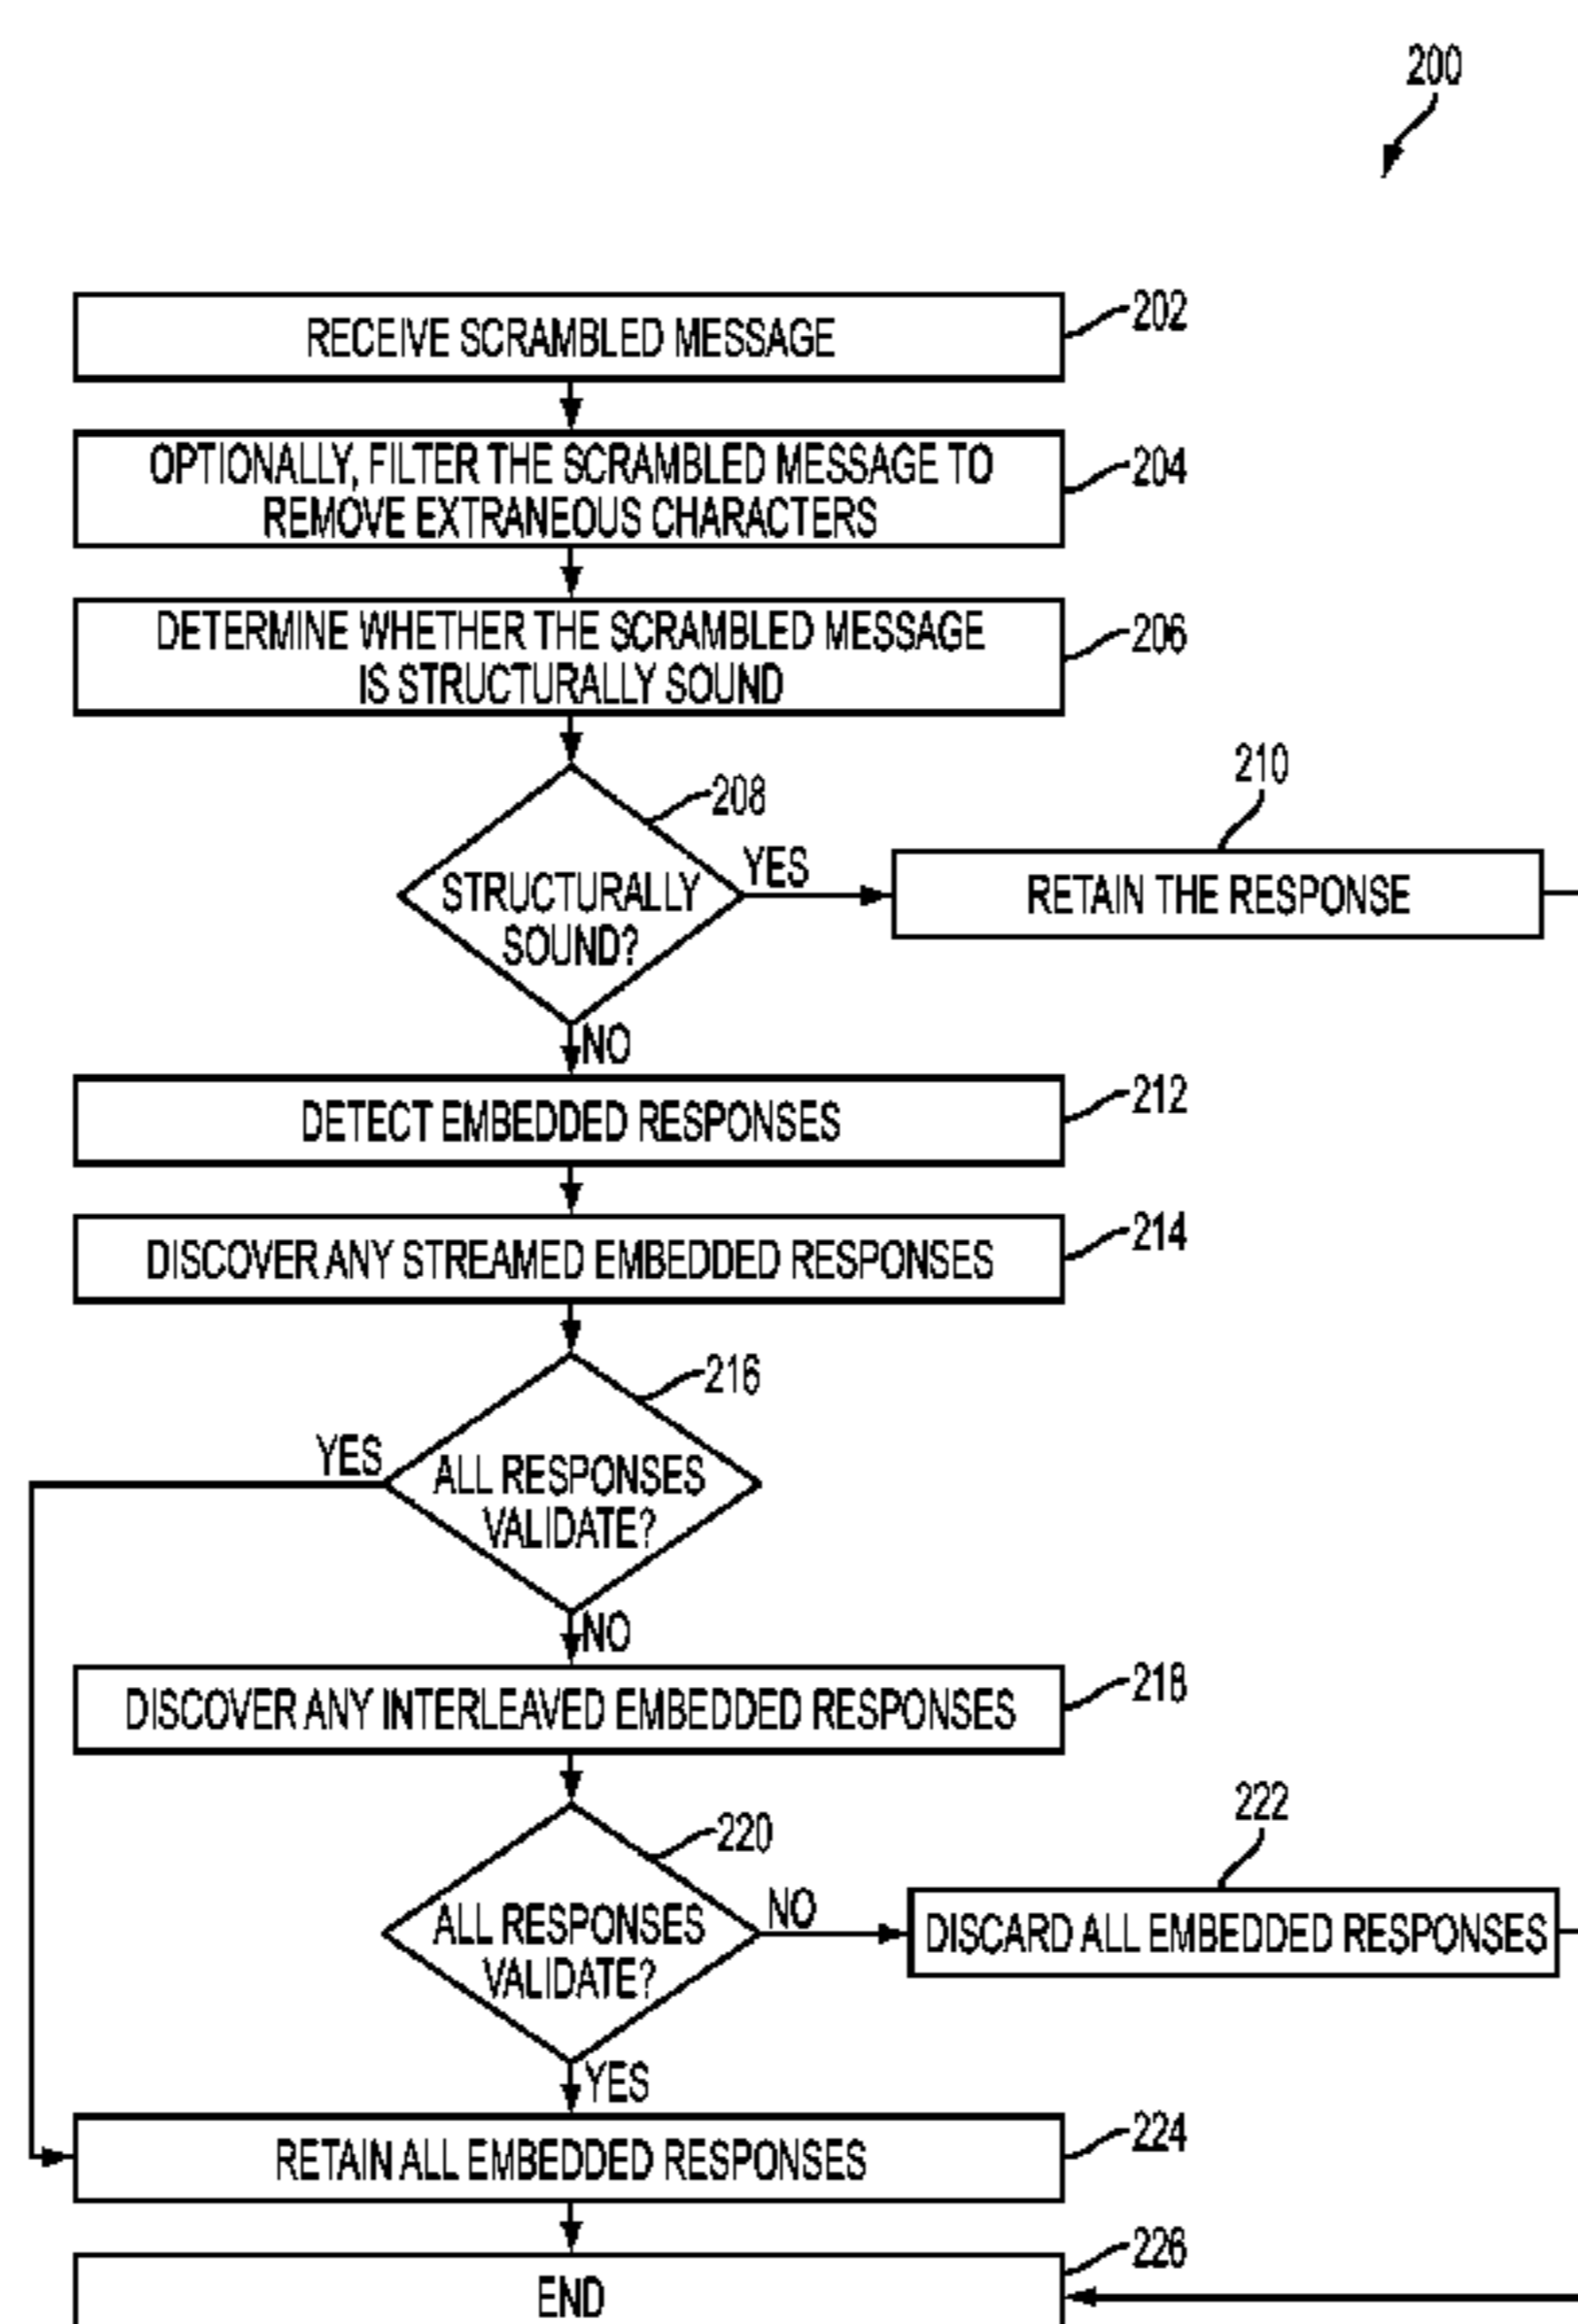 200
RECEIVE SCRAMBLED MESSAGE
202
OPTIONALLY, FILTER THE SCRAMBLED MESSAGE TO
REMOVE EXTRANEOUS CHARACTERS
204
DETERMINE WHETHER THE SCRAMBLED MESSAGE
IS STRUCTURALLY SOUND
206
208
STRUCTURALLY
SOUND?
YES
210
RETAIN THE RESPONSE
NO
DETECT EMBEDDED RESPONSES
212
DISCOVER ANY STREAMED EMBEDDED RESPONSES
214
216
YES
ALL RESPONSES
VALIDATE?
NO
DISCOVER ANY INTERLEAVED EMBEDDED RESPONSES
218
220
ALL RESPONSES
VALIDATE?
NO
222
DISCARD ALL EMBEDDED RESPONSES
YES
RETAIN ALL EMBEDDED RESPONSES
224
END
226